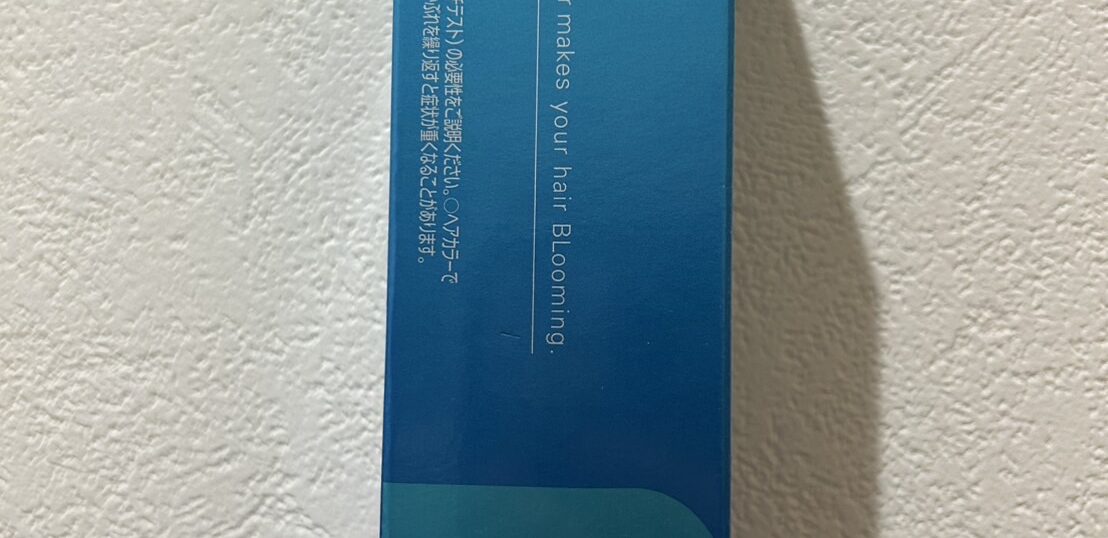 makes your hair BLooming.
テスト)の必要性をご説明ください。○ヘアカラーで
ぶれを繰り返すと症状が重くなることがあります。